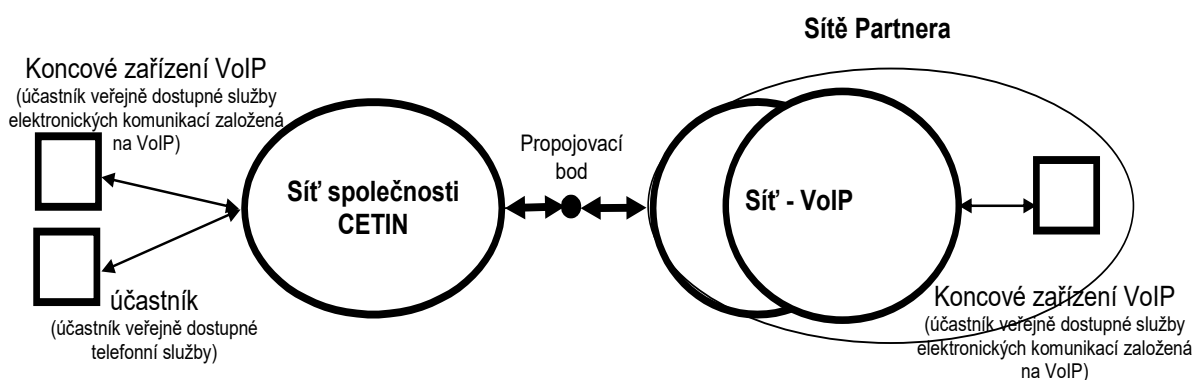 Sítě Partnera
Koncové zařízení VoIP
(účastník veřejně dostupné služby
elektronických komunikací založená
na VoIP)
Propojovací
bod
Síť společnosti
CETIN
Síť - VoIP
účastník
(účastník veřejně dostupné
telefonní služby)
Koncové zařízení VoIP
(účastník veřejně dostupné služby
elektronických komunikací založená
na VoIP)